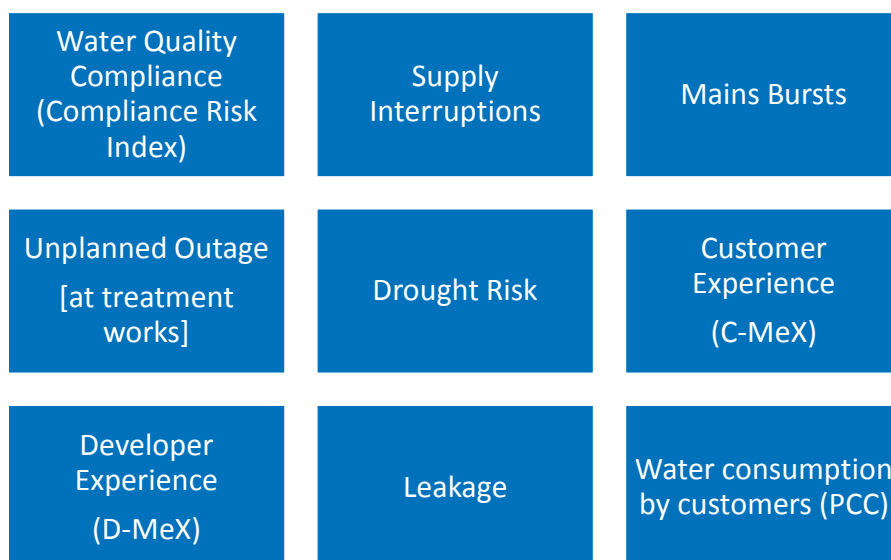 Water Quality
Compliance
(Compliance Risk
Index)
Supply
Interruptions
Mains Bursts
Unplanned Outage
[at treatment
works]
Drought Risk
Customer
Experience
(C-MeX)
Developer
Experience
(D-MeX)
Leakage
Water consumption
by customers (PCC)